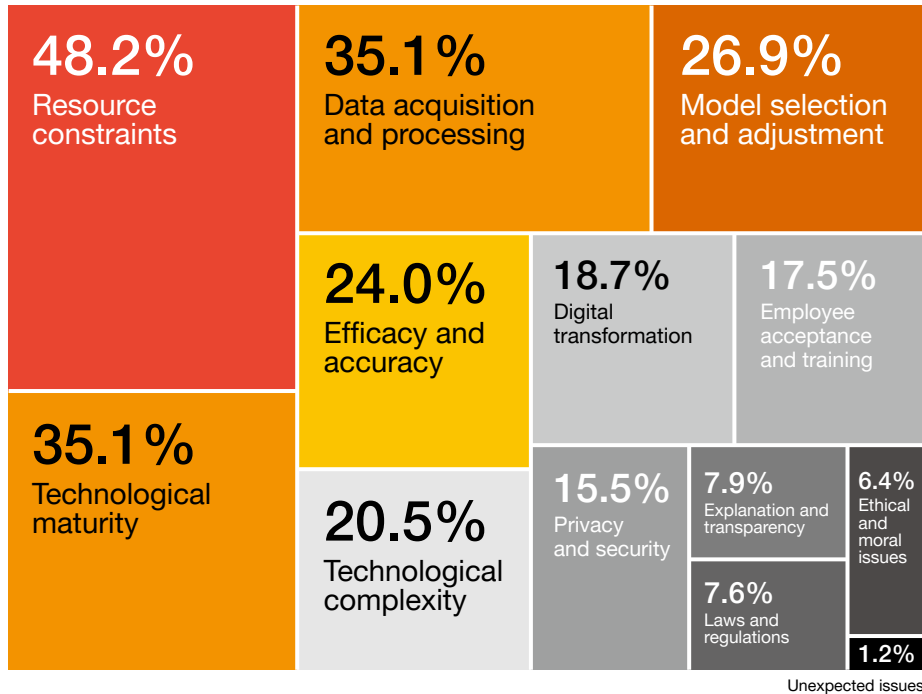 48.2%
Resource
constraints
35.1%
Data acquisition
and processing
26.9%
Model selection
and adjustment
24.0%
Efficacy and
accuracy
18.7%
Digital
transformation
17.5%
Employee
acceptance
and training
35.1%
Technological
maturity
20.5%
Technological
complexity
15.5%
Privacy
and security
7.9%
Explanation and
transparency
6.4%
Ethical
and
moral
issues
7.6%
Laws and
regulations
1.2%
Unexpected issues